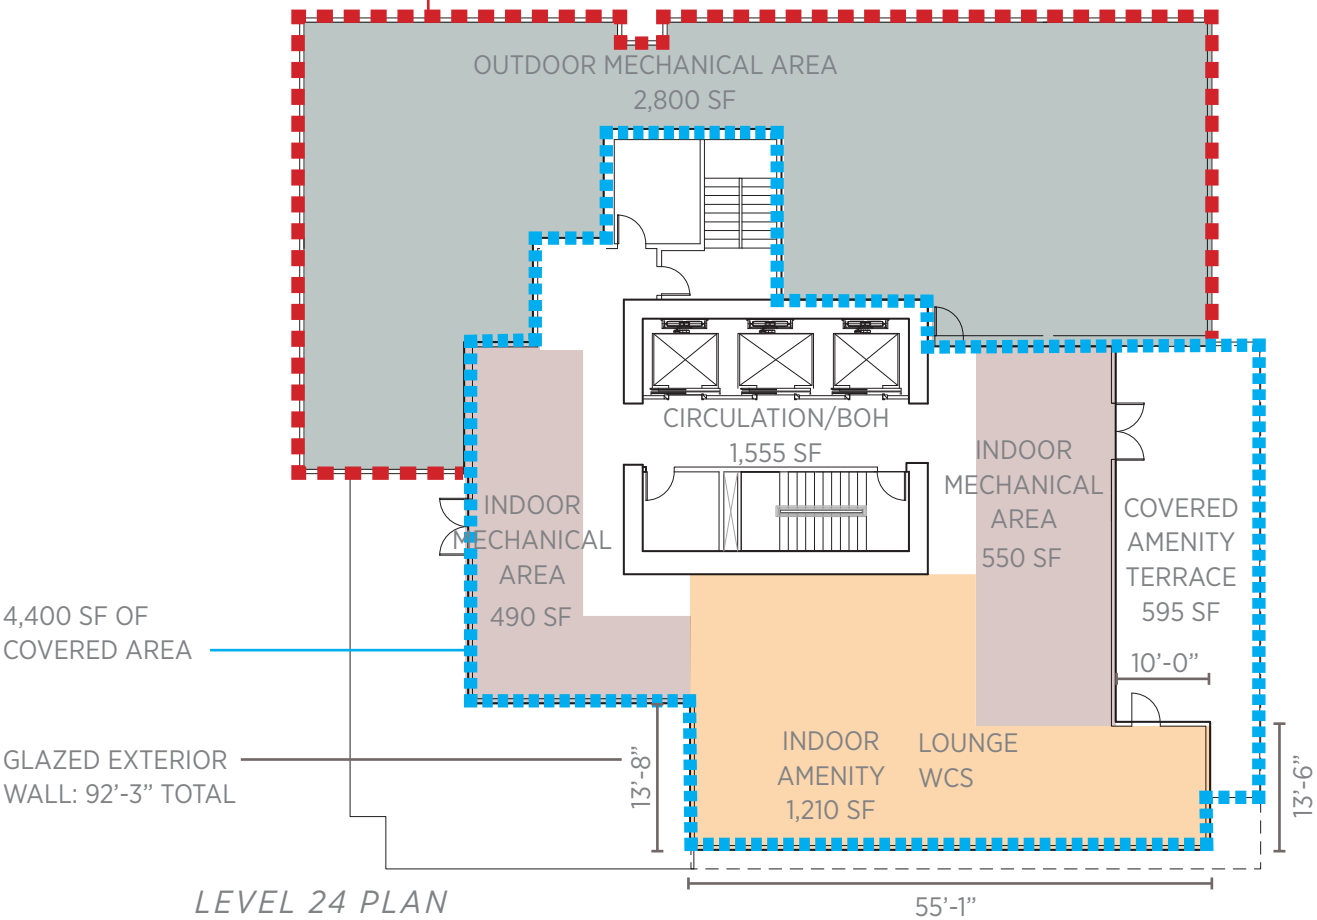 OUTDOOR MECHANICAL AREA
2,800 SF
CIRCULATION/BOH
1,555 SF
INDOOR
MECHANICAL
AREA
550 SF
INDOOR
MECHANICAL
AREA
490 SF
COVERED
AMENITY
TERRACE
595 SF
10'-0”
4,400 SF OF
COVERED AREA
GLAZED EXTERIOR
WALL: 92’-3” TOTAL
13'-8”
INDOOR
AMENITY
1,210 SF
LOUNGE
WCS
13'-6”
LEVEL 24 PLAN
55'-1”